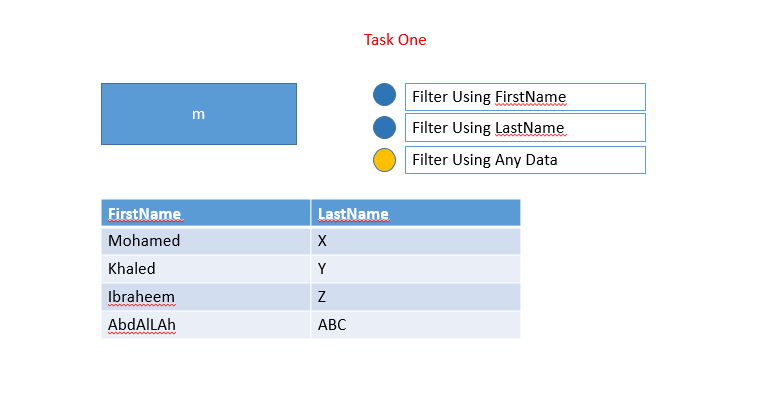 Task One
m
Filter Using FirstName
Filter Using LastName
Filter Using Any Data
FirstName LastName
Mohamed X
Khaled Y
Ibraheem Z
AbdAlLAh ABC